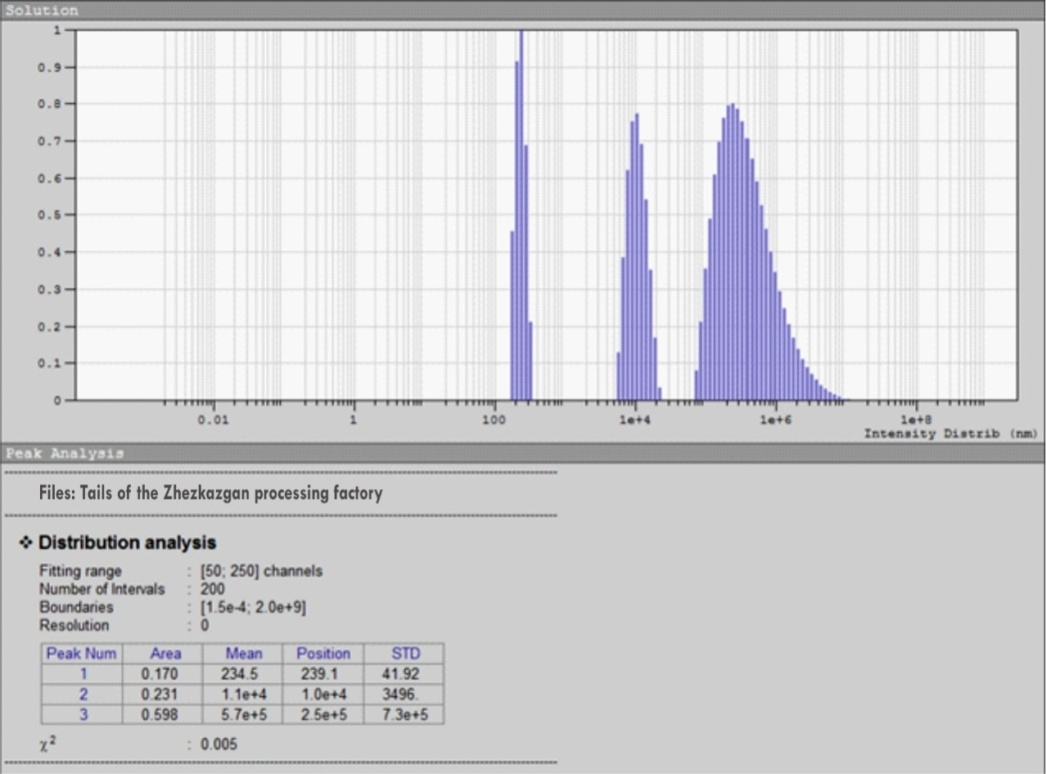 Solution
1
0.9
0.8
0.7
0.6
0.5
0.4
0.3
0.2
0.1
0
0.01 1 100 1e+4 1e+6 1e+8
Intensity Distrib (nm)
Peak Analysis
Files: Tails of the Zhezkazgan processing factory
❖ Distribution analysis
Fitting range : [50; 250] channels
Number of Intervals : 200
Boundaries : [1.5e-4; 2.0e+9]
Resolution : 0
Peak Num Area Mean Position STD
1 0.170 234.5 239.1 41.92
2 0.231 1.1e+4 1.0e+4 3496.
3 0.598 5.7e+5 2.5e+5 7.3e+5
χ² : 0.005